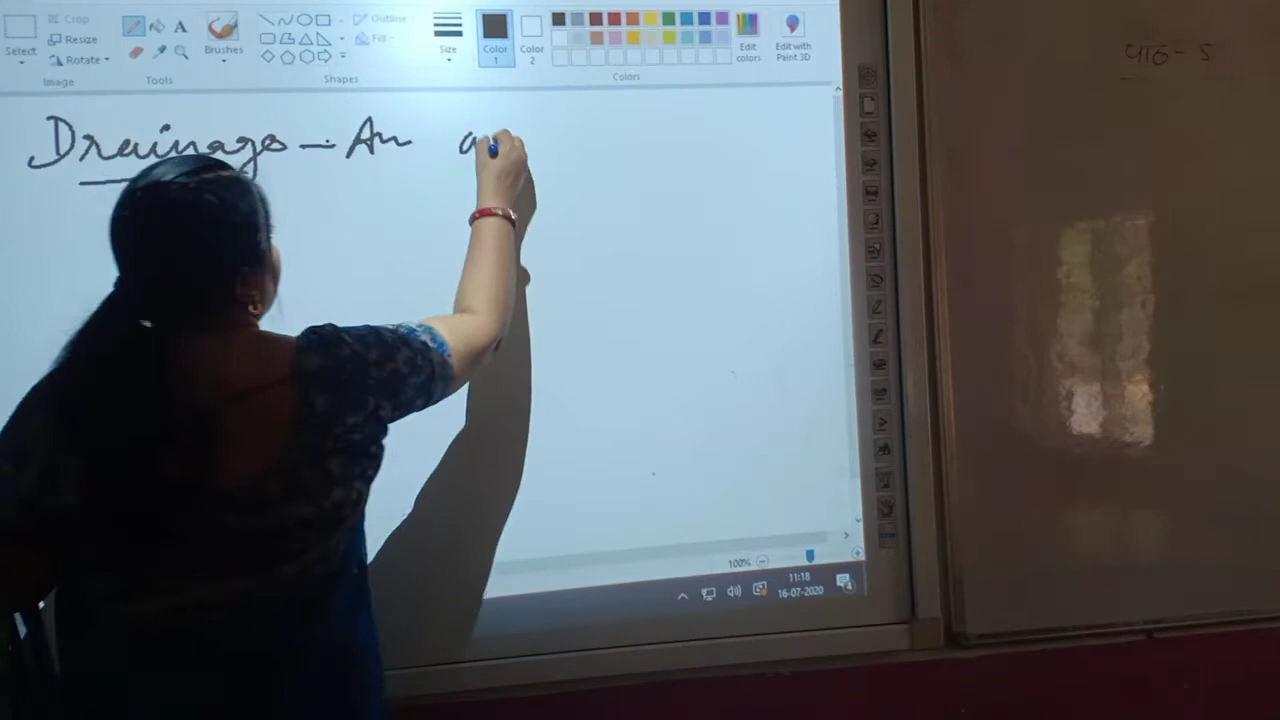 Crop
Outline
Select
Resize
Rotate
Brushes
Fill
Size
Color
1
Color
2
Edit
colors
Edit with
Paint 3D
Image
Tools
Shapes
Colors
Drainage - An a
100%
11:18
16-07-2020
4